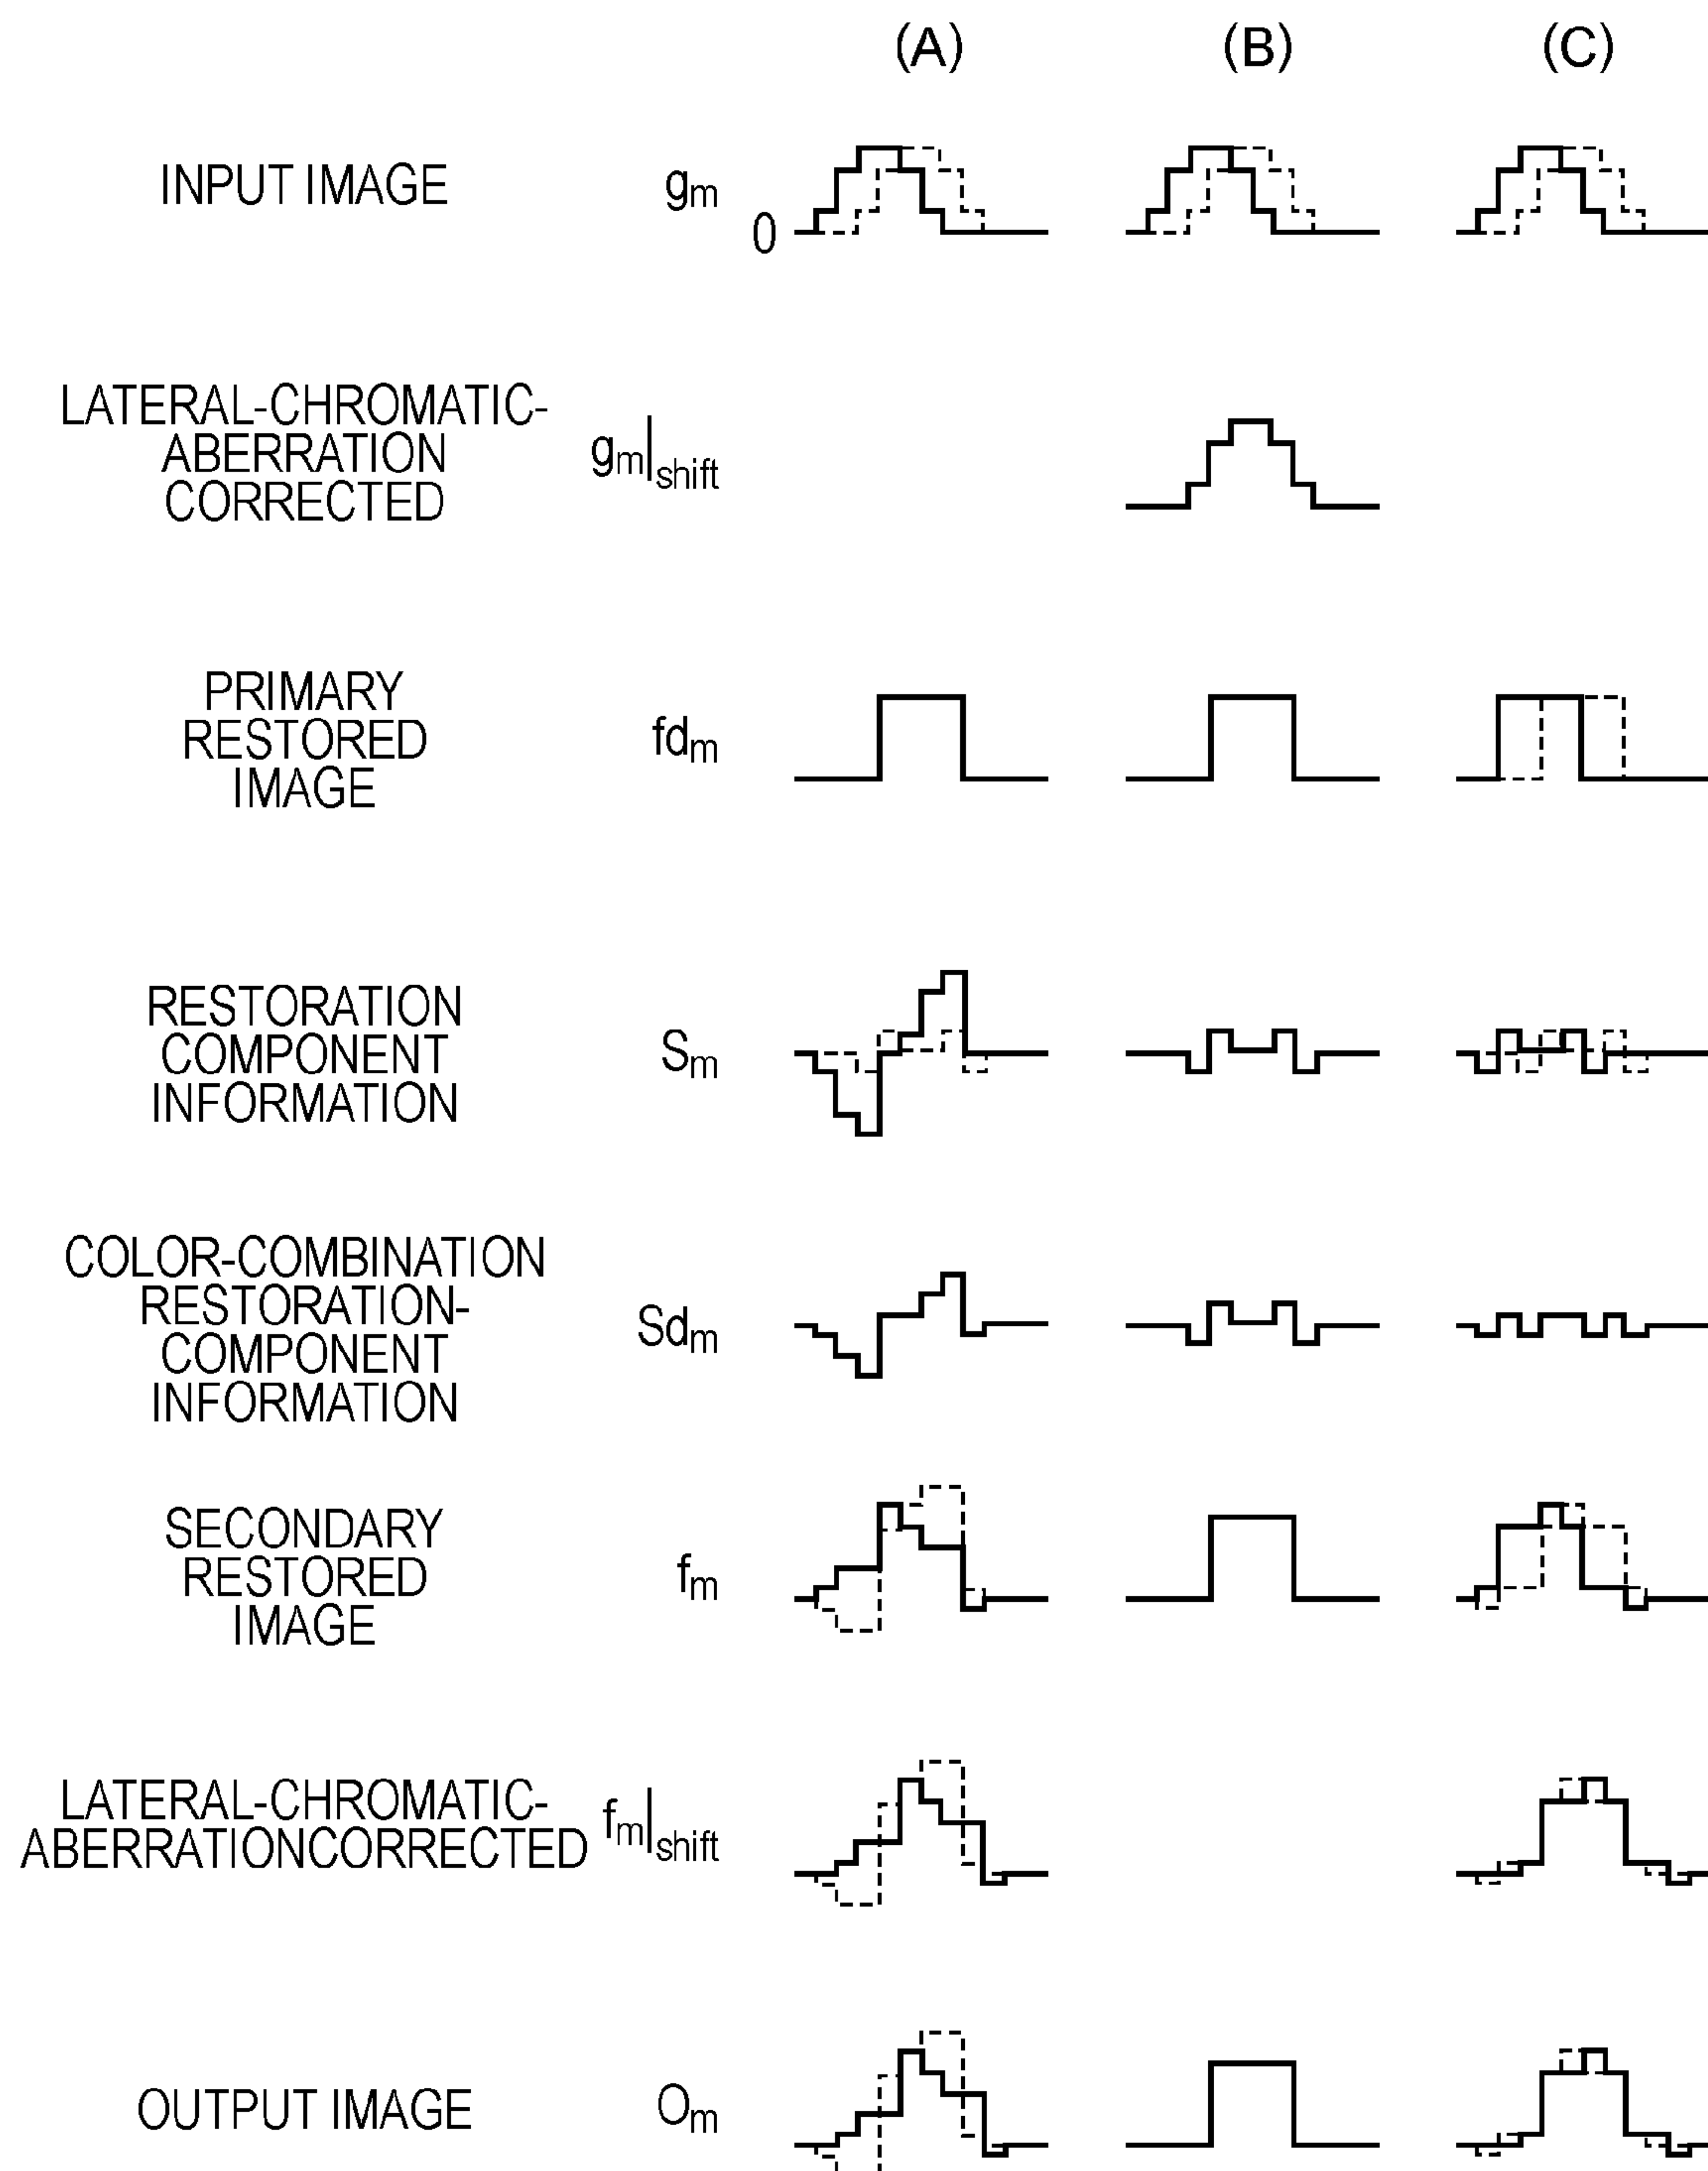 (A) (B) (C)
INPUT IMAGE gm
0
LATERAL-CHROMATIC-
ABERRATION
CORRECTED
gm|shift
PRIMARY
RESTORED
IMAGE
fdm
RESTORATION
COMPONENT
INFORMATION
Sm
COLOR-COMBINATION
RESTORATION-
COMPONENT
INFORMATION
Sdm
SECONDARY
RESTORED
IMAGE
fm
LATERAL-CHROMATIC-
ABERRATIONCORRECTED
fm|shift
OUTPUT IMAGE Om